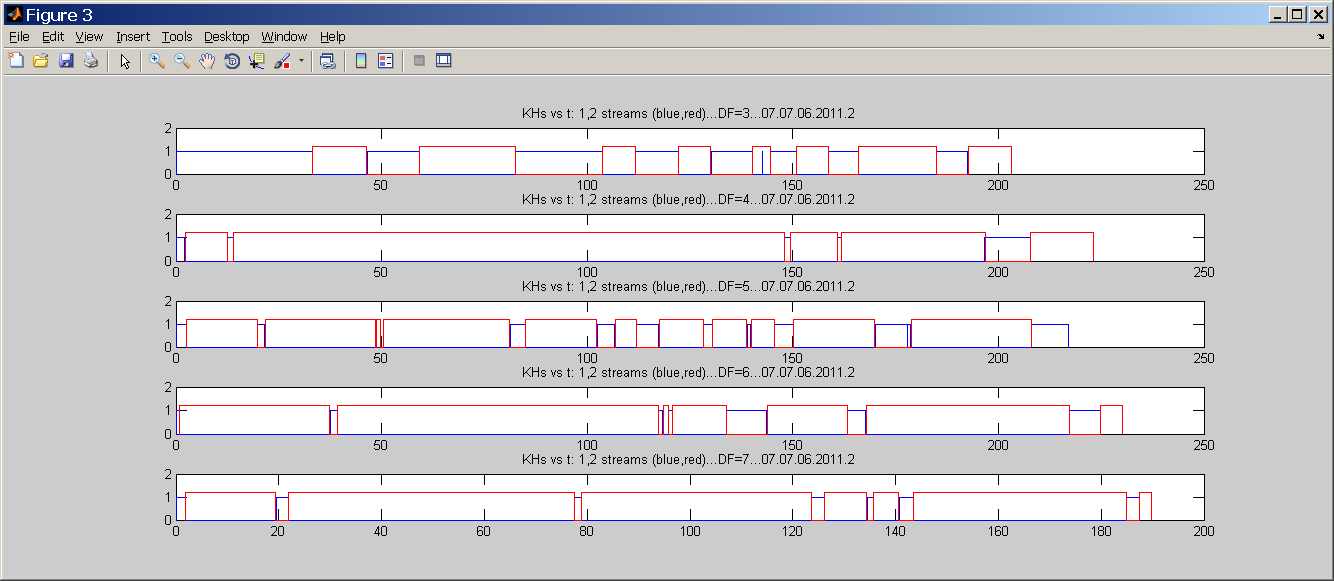 Figure 3
File Edit View Insert Tools Desktop Window Help
KHs vs t: 1,2 streams (blue,red)...DF=3...07.07.06.2011.2
2
1
0
0 50 100 150 200 250
KHs vs t: 1,2 streams (blue,red)...DF=4...07.07.06.2011.2
2
1
0
0 50 100 150 200 250
KHs vs t: 1,2 streams (blue,red)...DF=5...07.07.06.2011.2
2
1
0
0 50 100 150 200 250
KHs vs t: 1,2 streams (blue,red)...DF=6...07.07.06.2011.2
2
1
0
0 50 100 150 200 250
KHs vs t: 1,2 streams (blue,red)...DF=7...07.07.06.2011.2
2
1
0
0 20 40 60 80 100 120 140 160 180 200